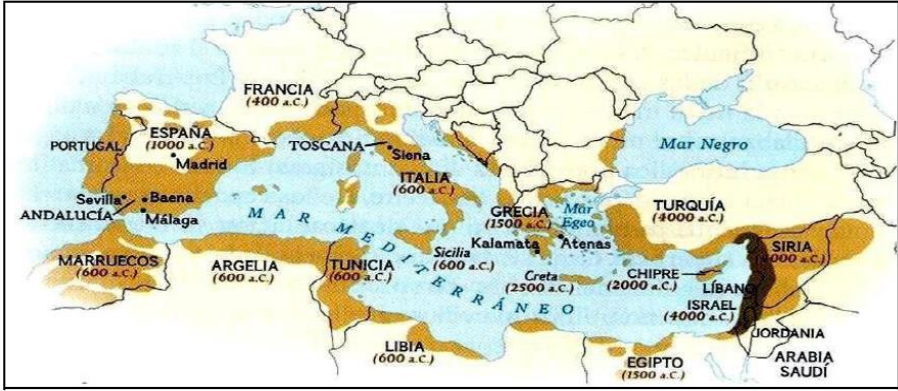 FRANCIA
(400 a.C.)
ESPAÑA
(1000 a.C.)
Madrid
PORTUGAL
TOSCANA
Siena
ITALIA
(600 a.C.)
Mar Negro
Sevilla
Baena
ANDALUCÍA
Málaga
MAR MEDITERRÁNEO
GRECIA
(1500 a.C.)
Mar
Egeo
TURQUÍA
(4000 a.C.)
Kalamata
Atenas
MARRUECOS
(600 a.C.)
ARGELIA
(600 a.C.)
TUNICIA
(600 a.C.)
Sicilia
(600 a.C.)
Creta
(2500 a.C.)
CHIPRE
(2000 a.C.)
SIRIA
(4000 a.C.)
LÍBANO
ISRAEL
(4000 a.C.)
JORDANIA
LIBIA
(600 a.C.)
EGIPTO
(1500 a.C.)
ARABIA
SAUDÍ